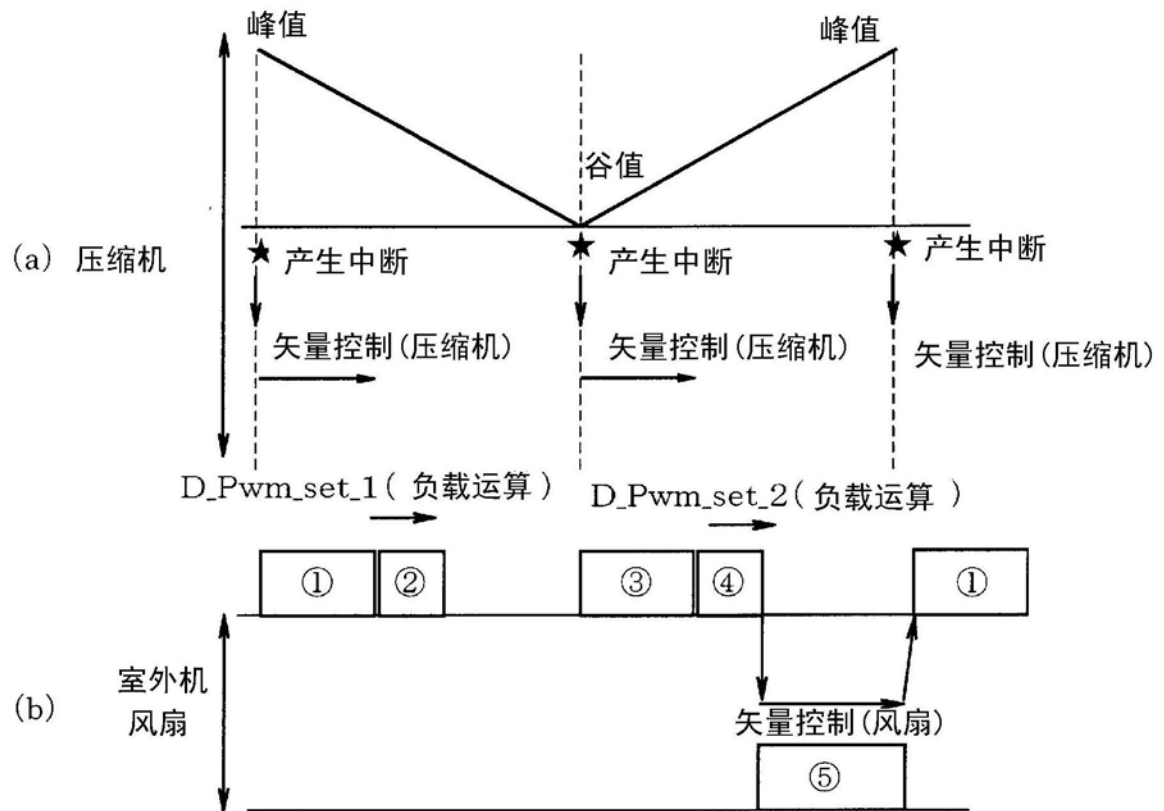 峰值
峰值
谷值
(a) 压缩机
★ 产生中断
★ 产生中断
★ 产生中断
矢量控制(压缩机)
矢量控制(压缩机)
矢量控制(压缩机)
D_Pwm_set_1(负载运算)
D_Pwm_set_2(负载运算)
①
②
③
④
①
(b)
室外机
风扇
矢量控制(风扇)
⑤